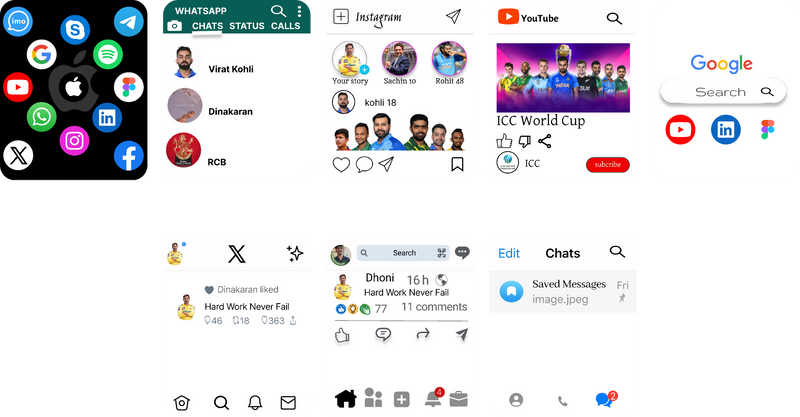 imo
WHATSAPP
CHATS STATUS CALLS
Virat Kohli
Dinakaran
RCB
Instagram
Your story Sachin 10 Rohit 48
kohli 18
YouTube
ICC World Cup
ICC
subcribe
Google
Search
Dinakaran liked
Hard Work Never Fail
46 18 363
Search
Dhoni 16h
Hard Work Never Fail
77 11 comments
4
Edit Chats
Saved Messages Fri
image.jpeg
2